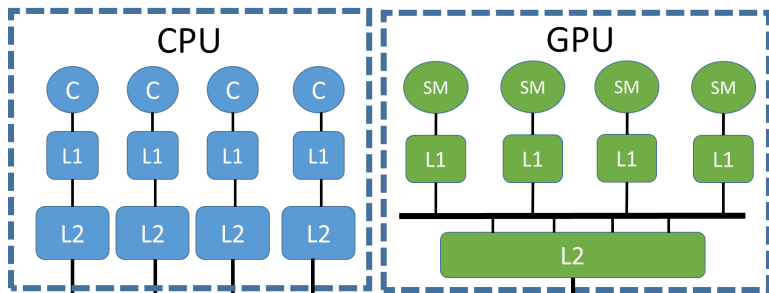 CPU
GPU
C C C C
SM SM SM SM
L1 L1 L1 L1
L1 L1 L1 L1
L2 L2 L2 L2
L2